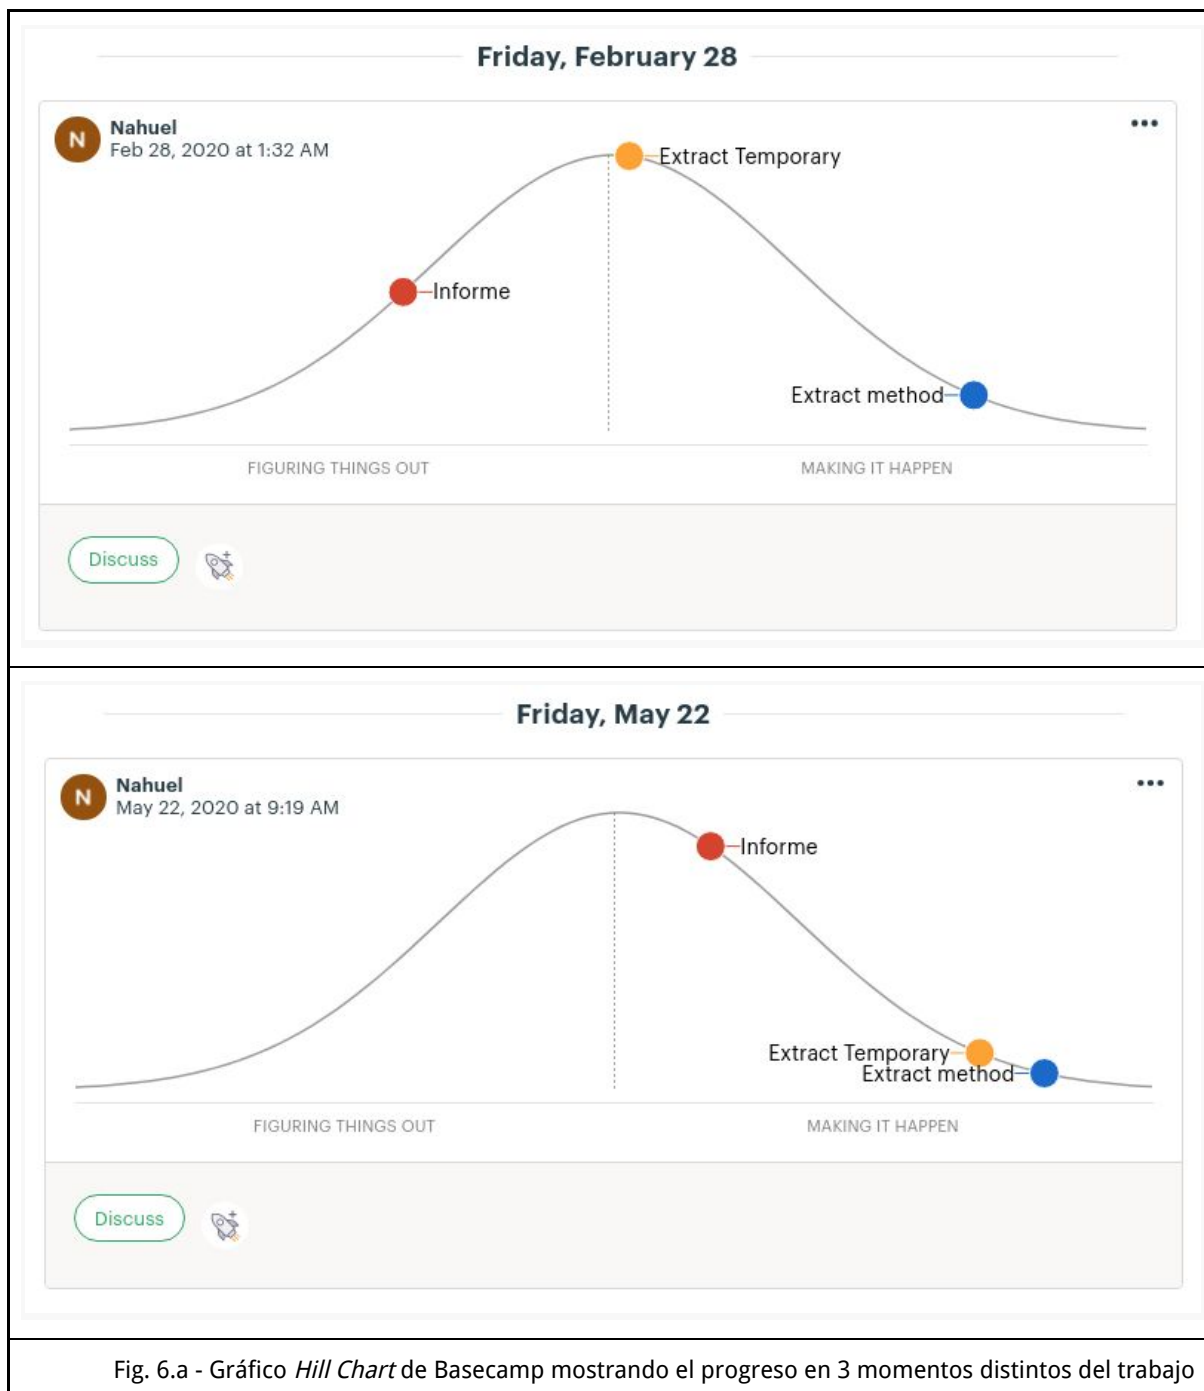 Friday, February 28
N
Nahuel
Feb 28, 2020 at 1:32 AM
Extract Temporary
Informe
Extract method
FIGURING THINGS OUT
MAKING IT HAPPEN
Discuss
Friday, May 22
N
Nahuel
May 22, 2020 at 9:19 AM
Informe
Extract Temporary
Extract method
FIGURING THINGS OUT
MAKING IT HAPPEN
Discuss
Fig. 6.a - Gráfico Hill Chart de Basecamp mostrando el progreso en 3 momentos distintos del trabajo